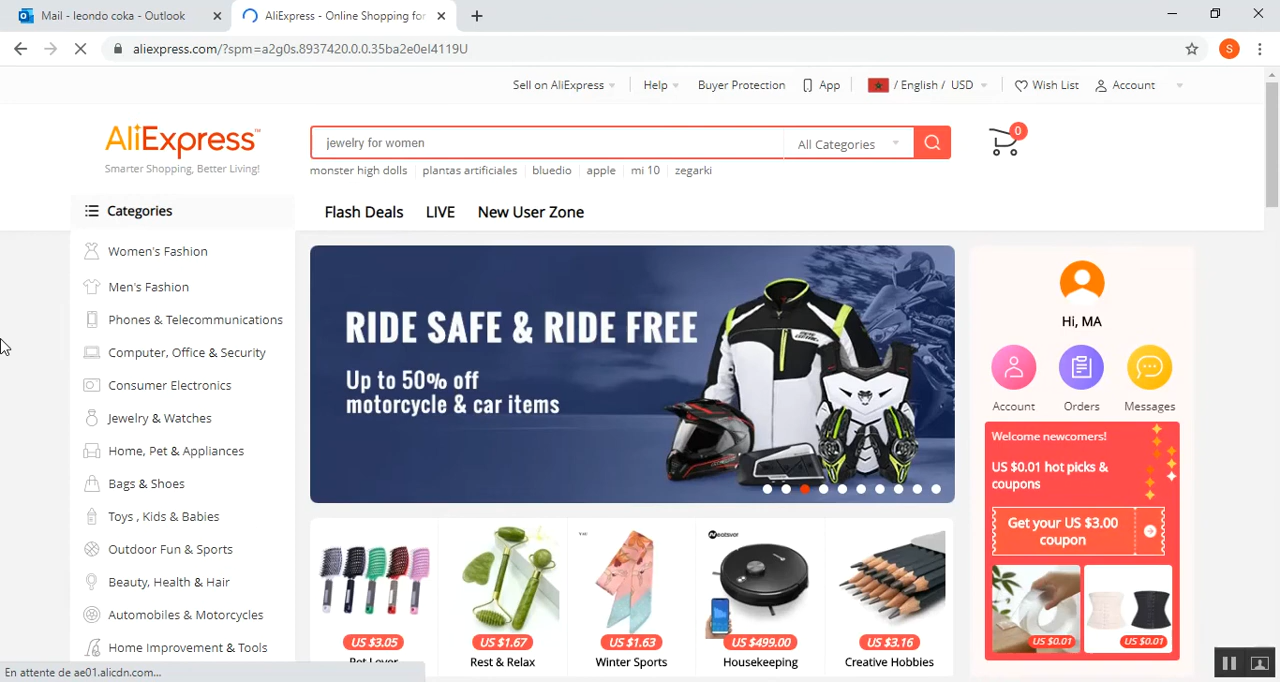 Mail - leondo coka - Outlook
AliExpress - Online Shopping for
aliexpress.com/?spm=a2g0s.8937420.0.0.35ba2e0eI4119U
S
Sell on AliExpress
Help
Buyer Protection
App
/ English / USD
Wish List
Account
AliExpress
Smarter Shopping, Better Living!
jewelry for women
All Categories
0
monster high dolls
plantas artificiales
bluedio
apple
mi 10
zegarki
Categories
Flash Deals
LIVE
New User Zone
Women's Fashion
Men's Fashion
Phones & Telecommunications
Computer, Office & Security
Consumer Electronics
Jewelry & Watches
Home, Pet & Appliances
Bags & Shoes
Toys , Kids & Babies
Outdoor Fun & Sports
Beauty, Health & Hair
Automobiles & Motorcycles
Home Improvement & Tools
RIDE SAFE & RIDE FREE
Up to 50% off
motorcycle & car items
Hi, MA
Account
Orders
Messages
Welcome newcomers!
US $0.01 hot picks &
coupons
Get your US $3.00
coupon
US $0.01
US $0.01
US $3.05
US $1.67
US $1.63
US $499.00
US $3.16
Pet Lover
Rest & Relax
Winter Sports
Housekeeping
Creative Hobbies
En attente de ae01.alicdn.com...